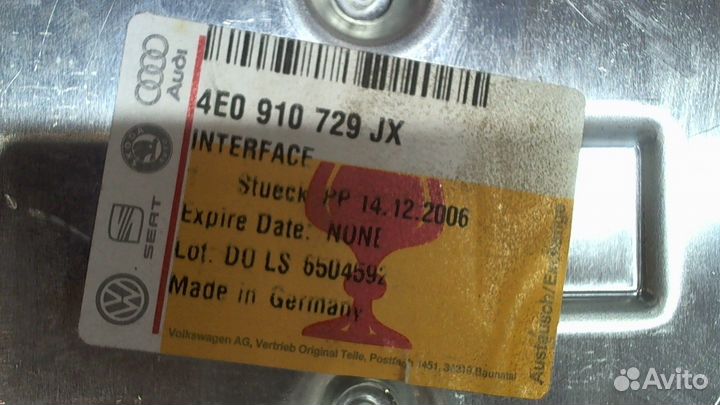 Audi
SEAT
4E0 910 729 JX
INTERFACE
Stueck PP 14.12.2006
Expire Date: NONE
Lot: DO LS 6504592
Made in Germany
Volkswagen AG, Vertrieb Original Teile, Postfach 1451, 34219 Baunatal
Austausch/Exchange
Avito